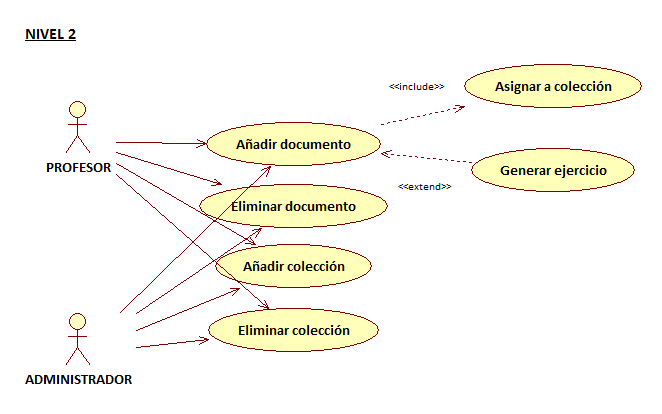 NIVEL 2
<<include>>
Asignar a colección
Añadir documento
PROFESOR
Generar ejercicio
<<extend>>
Eliminar documento
Añadir colección
Eliminar colección
ADMINISTRADOR